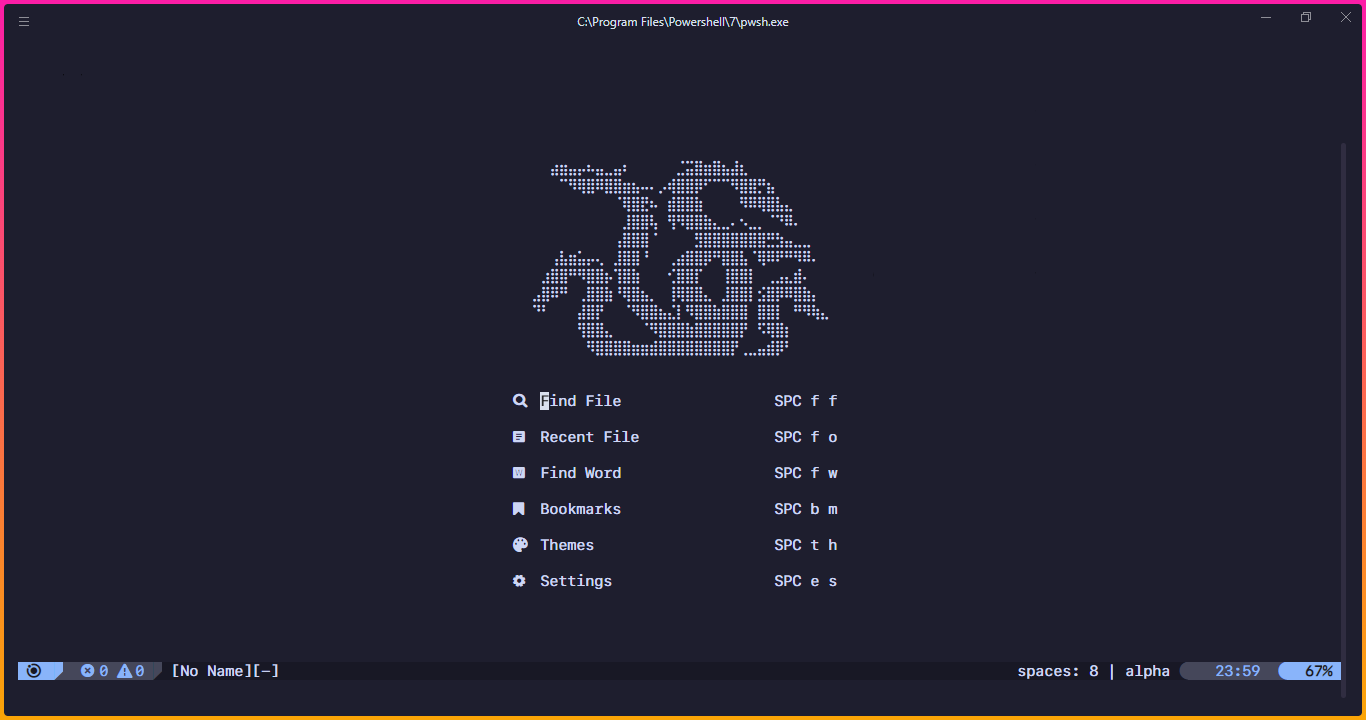 C:\Program Files\Powershell\7\pwsh.exe
Find File SPC f f
Recent File SPC f o
Find Word SPC f w
Bookmarks SPC b m
Themes SPC t h
Settings SPC e s
0 0 [No Name][-] spaces: 8 | alpha 23:59 67%